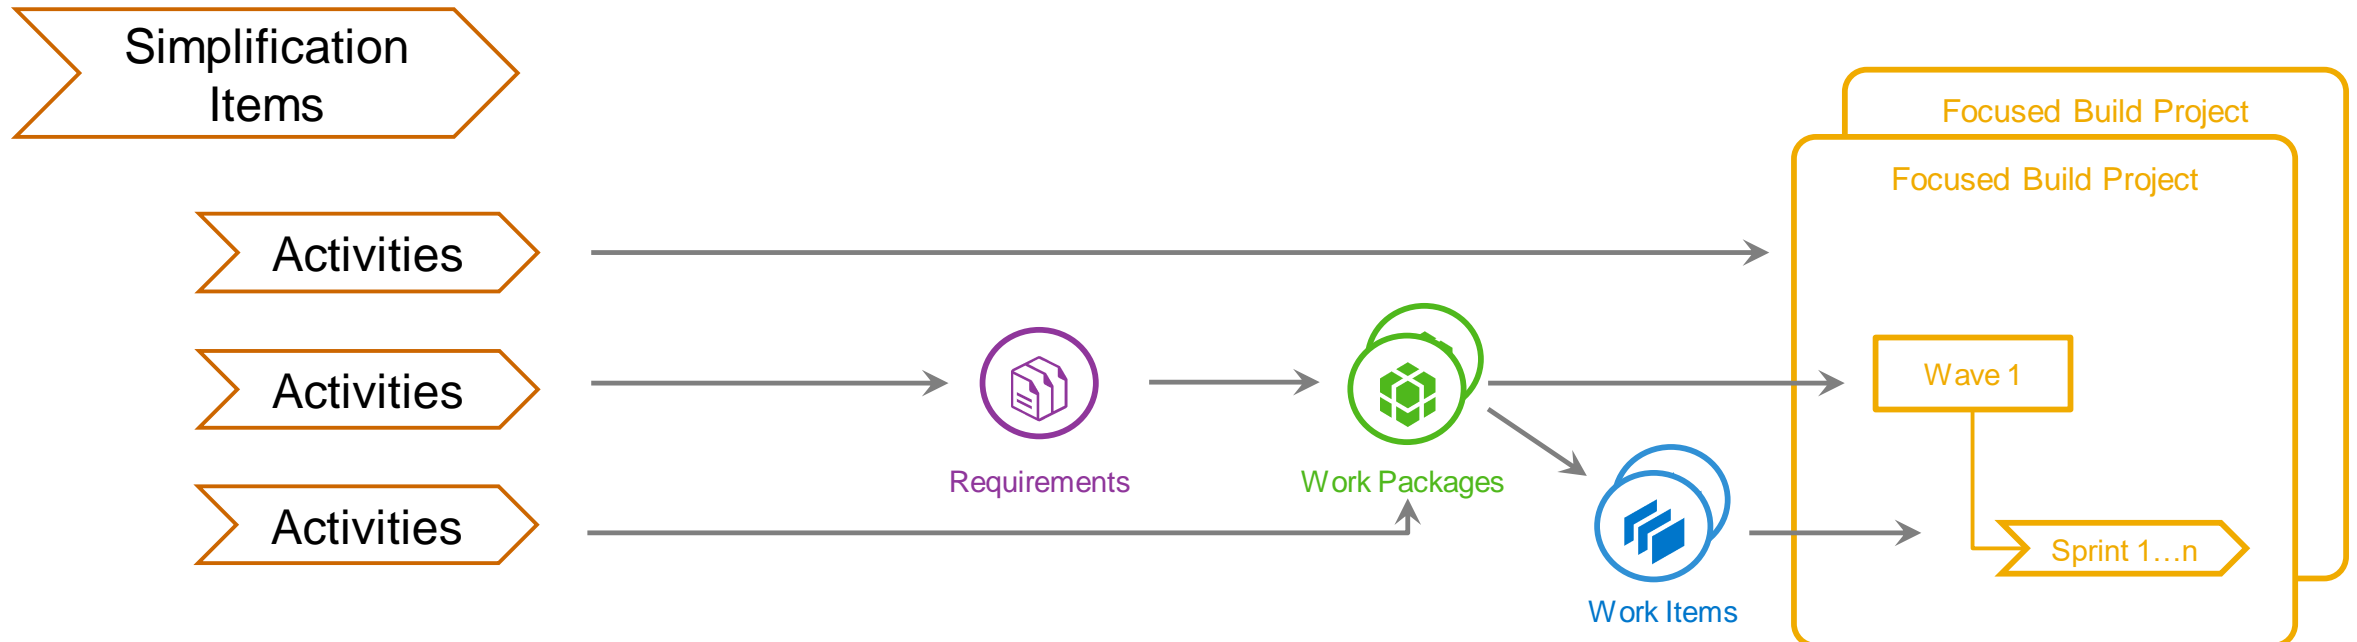 Simplification
Items
Focused Build Project
Focused Build Project
Activities
Activities
Wave 1
Requirements
Work Packages
Activities
Sprint 1…n
Work Items